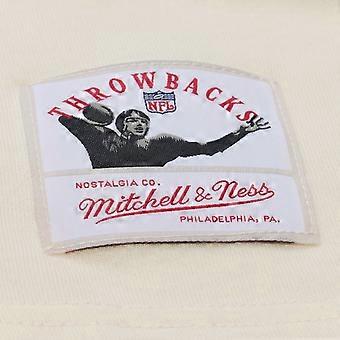 THROWBACKS
NFL
NOSTALGIA CO.
Mitchell & Ness
PHILADELPHIA, PA.